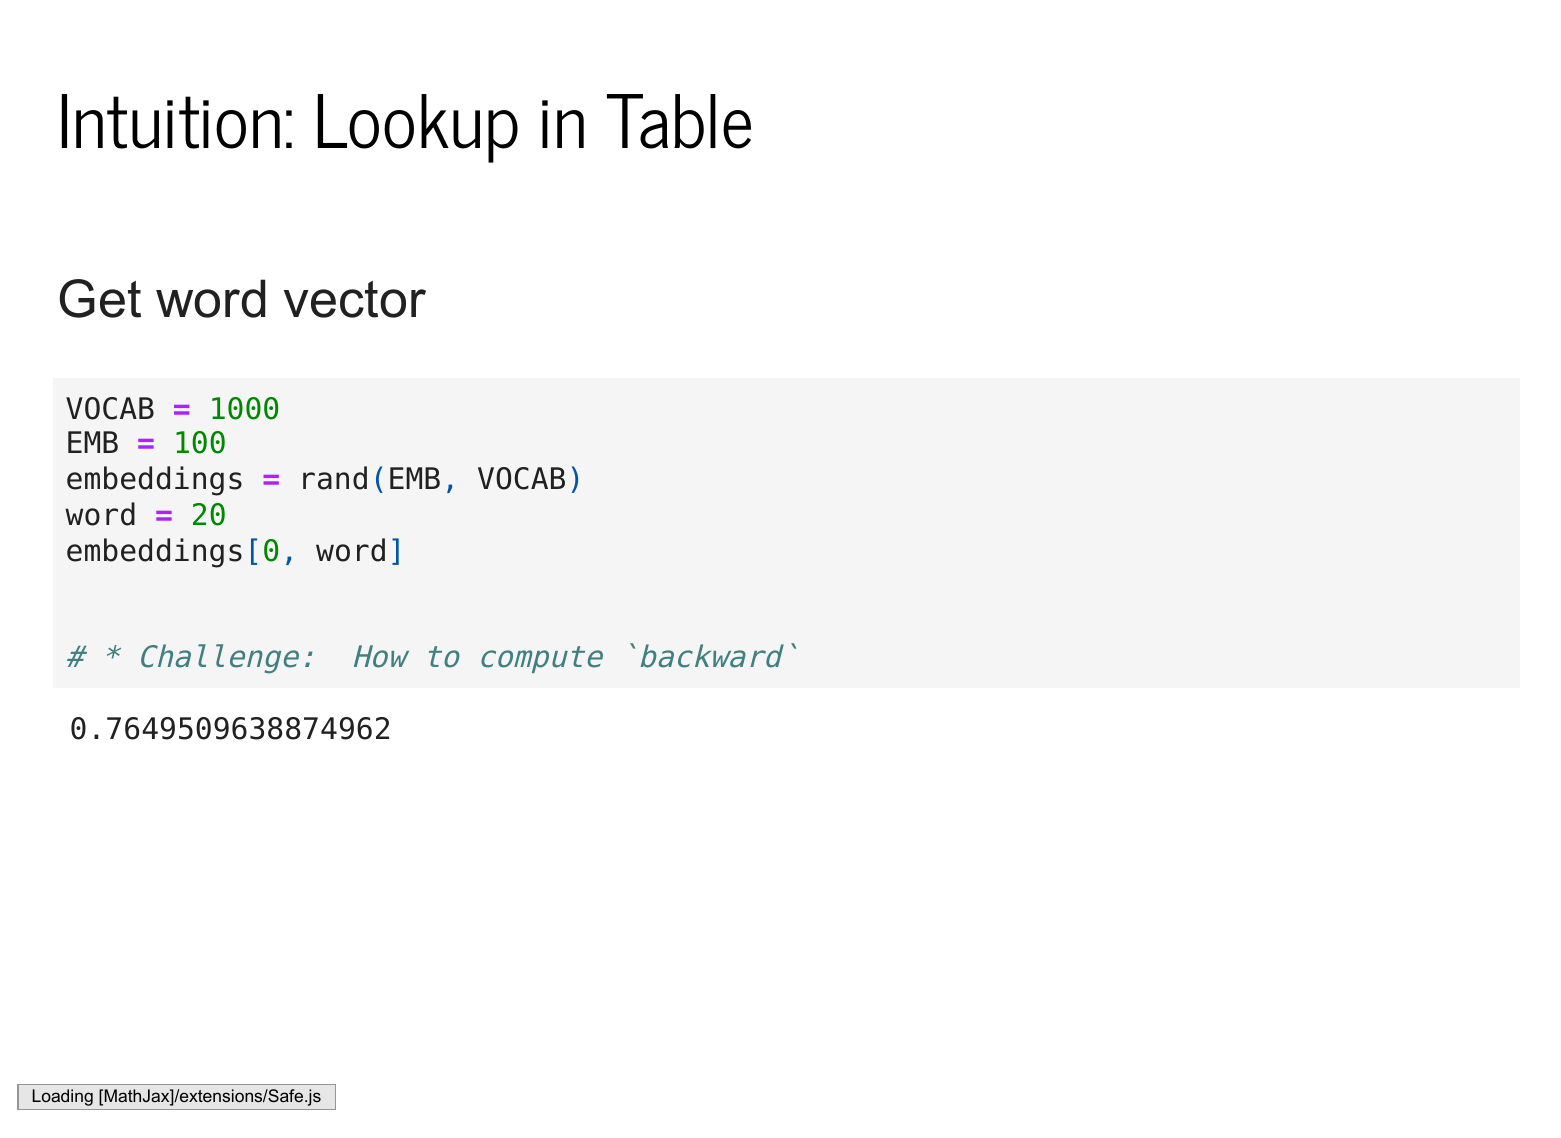 Intuition: Lookup in Table
Get word vector
VOCAB = 1000
EMB = 100
embeddings = rand(EMB, VOCAB)
word = 20
embeddings[0, word]
# * Challenge:  How to compute `backward`
0.7649509638874962
Loading [MathJax]/extensions/Safe.js